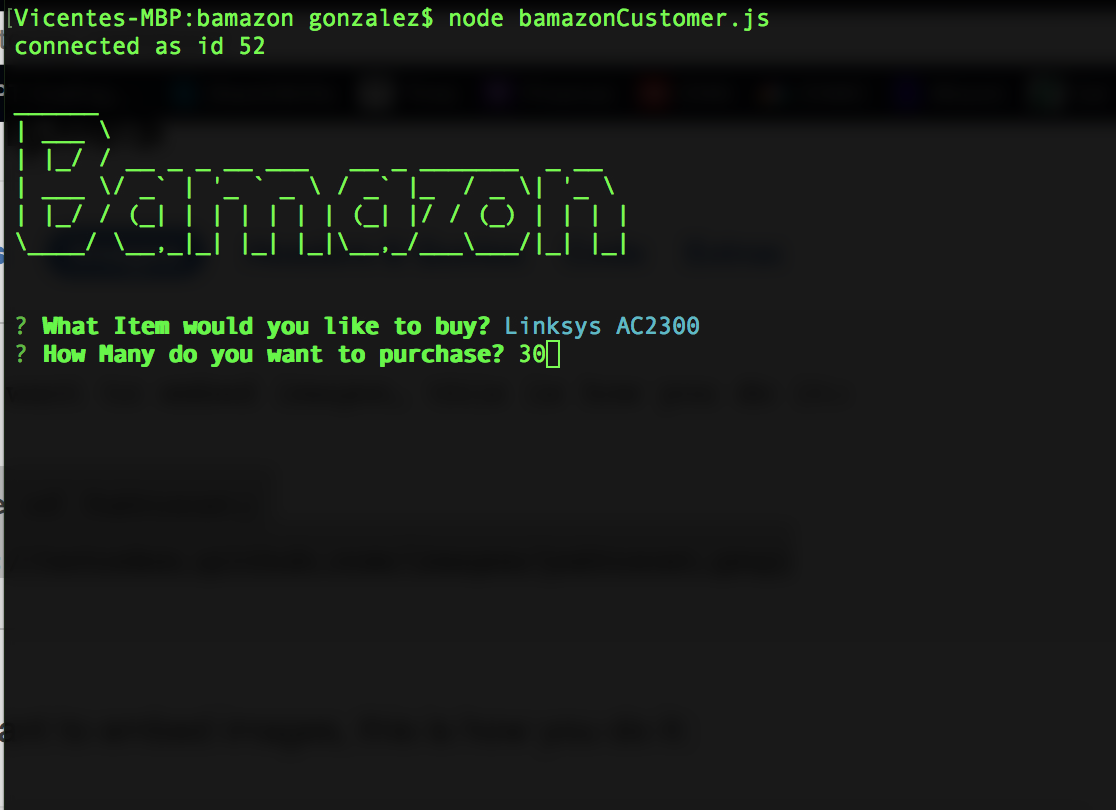 [Vicentes-MBP:bamazon gonzalez$ node bamazonCustomer.js
connected as id 52
Bamazon
? What Item would you like to buy? Linksys AC2300
? How Many do you want to purchase? 30